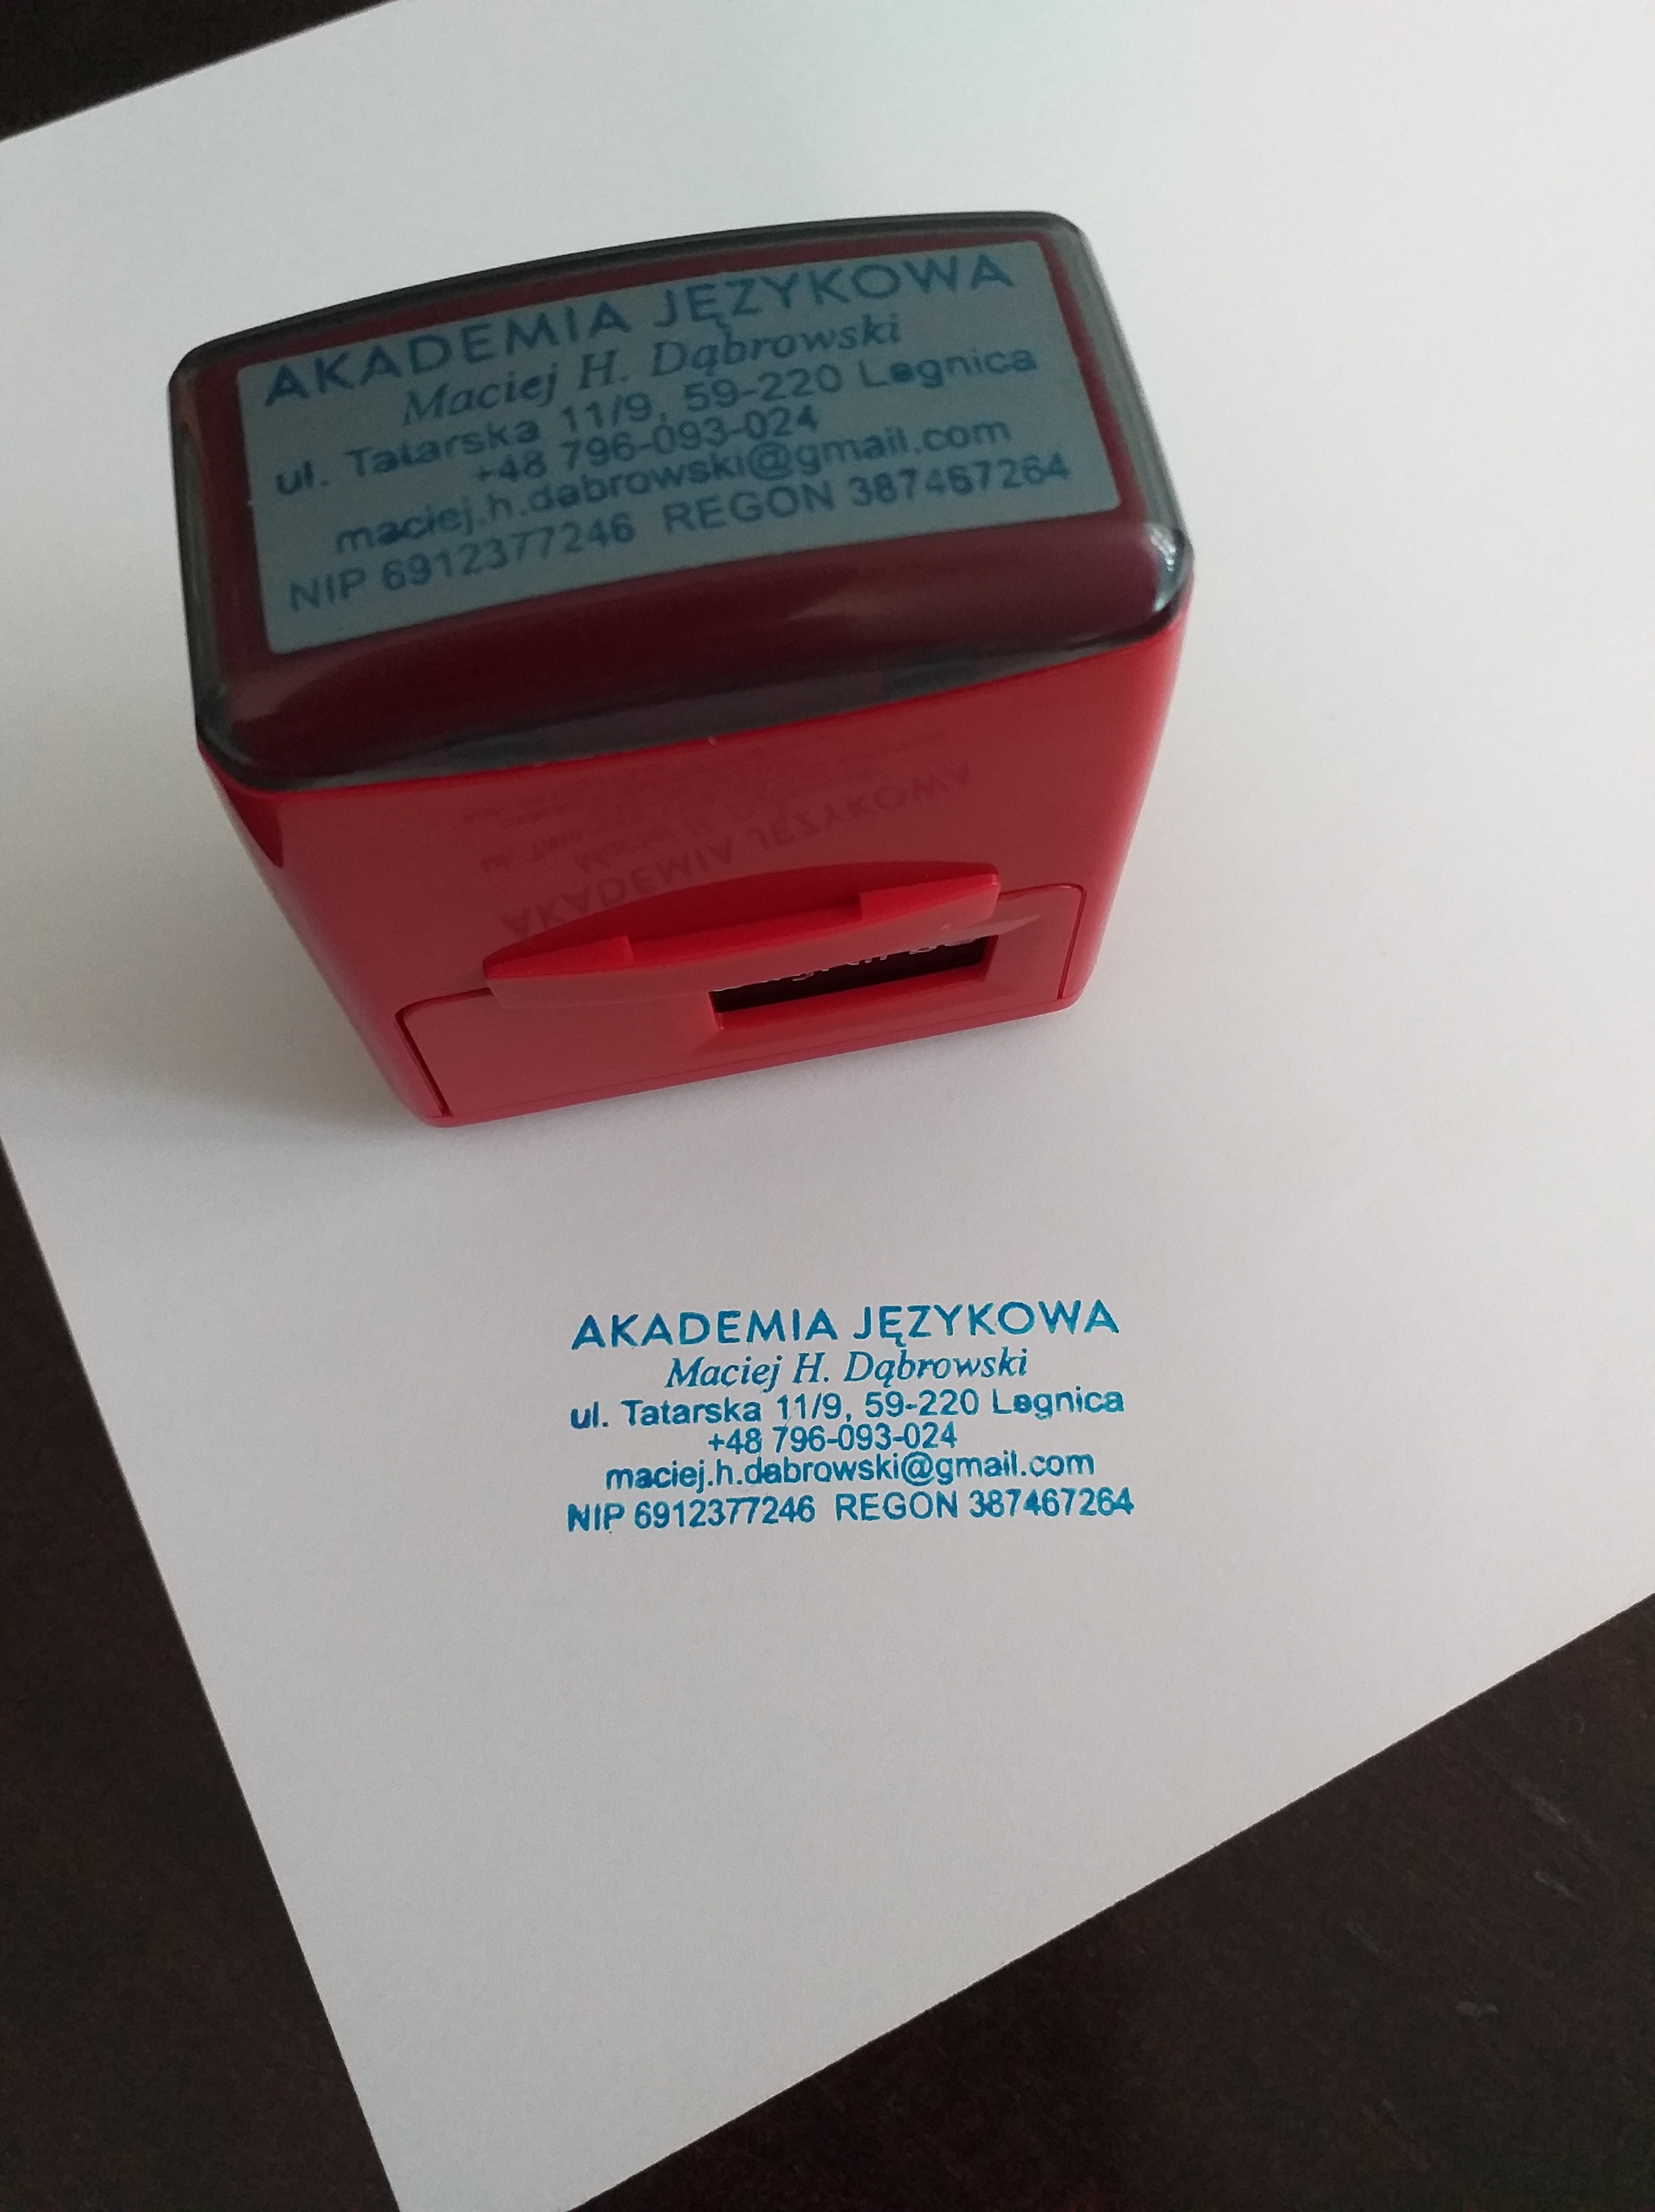 AKADEMIA JĘZYKOWA
Maciej H. Dąbrowski
ul. Tatarska 11/9, 59-220 Legnica
+48 796-093-024
maciej.h.dabrowski@gmail.com
NIP 6912377246 REGON 387467264
AKADEMIA JĘZYKOWA
Maciej H. Dąbrowski
ul. Tatarska 11/9, 59-220 Legnica
+48 796-093-024
maciej.h.dabrowski@gmail.com
NIP 6912377246 REGON 387467264